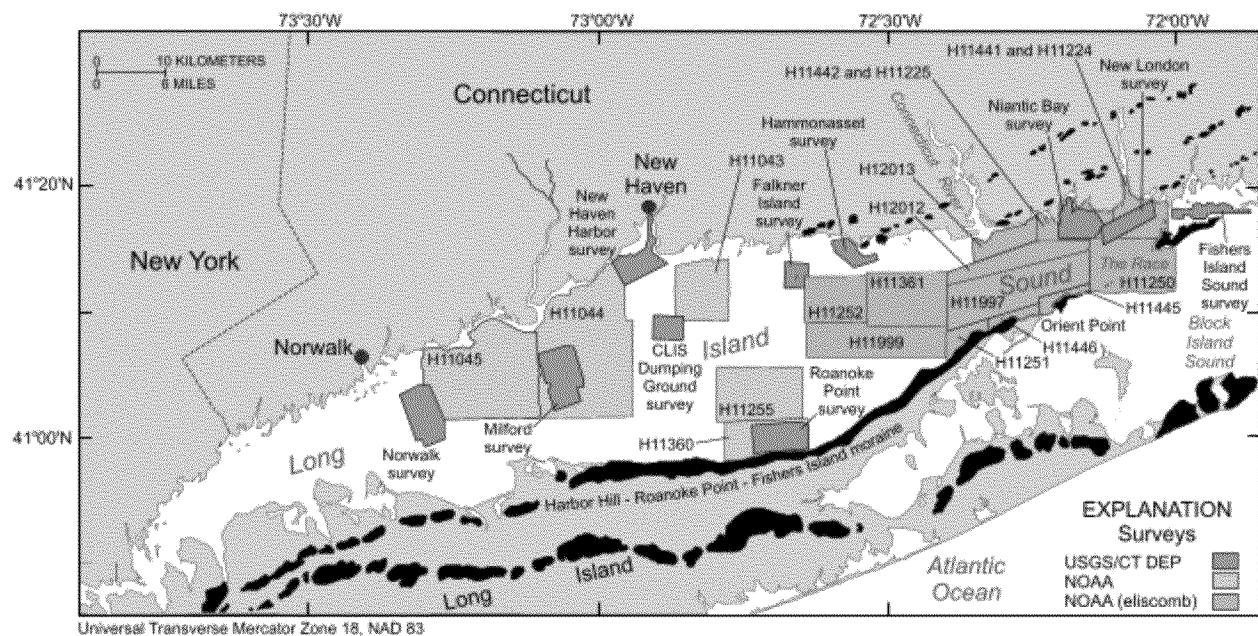 73°30'W
73°00'W
72°30'W
72°00'W
0 10 KILOMETERS
0 6 MILES
Connecticut
H11441 and H11224
H11442 and H11225
New London
survey
Niantic Bay
survey
Connecticut River
Hammonasset
survey
H11043
41°20'N
New
Haven
New
Haven
Harbor
survey
Falkner
Island
survey
H12013
H12012
New York
Fishers
Island
Sound
survey
The Race
H11250
Sound
H11361
H11997
H11252
H11445
H11044
Island
Orient Point
Block
Island
Sound
Norwalk
H11045
CLIS
Dumping
Ground
survey
H11999
H11446
H11251
Roanoke
Point
survey
H11255
41°00'N
Milford
survey
H11360
Long
Norwalk
survey
Harbor Hill - Roanoke Point - Fishers Island moraine
EXPLANATION
Surveys
USGS/CT DEP
NOAA
NOAA (eliscomb)
Atlantic
Ocean
Island
Long
Universal Transverse Mercator Zone 18, NAD 83